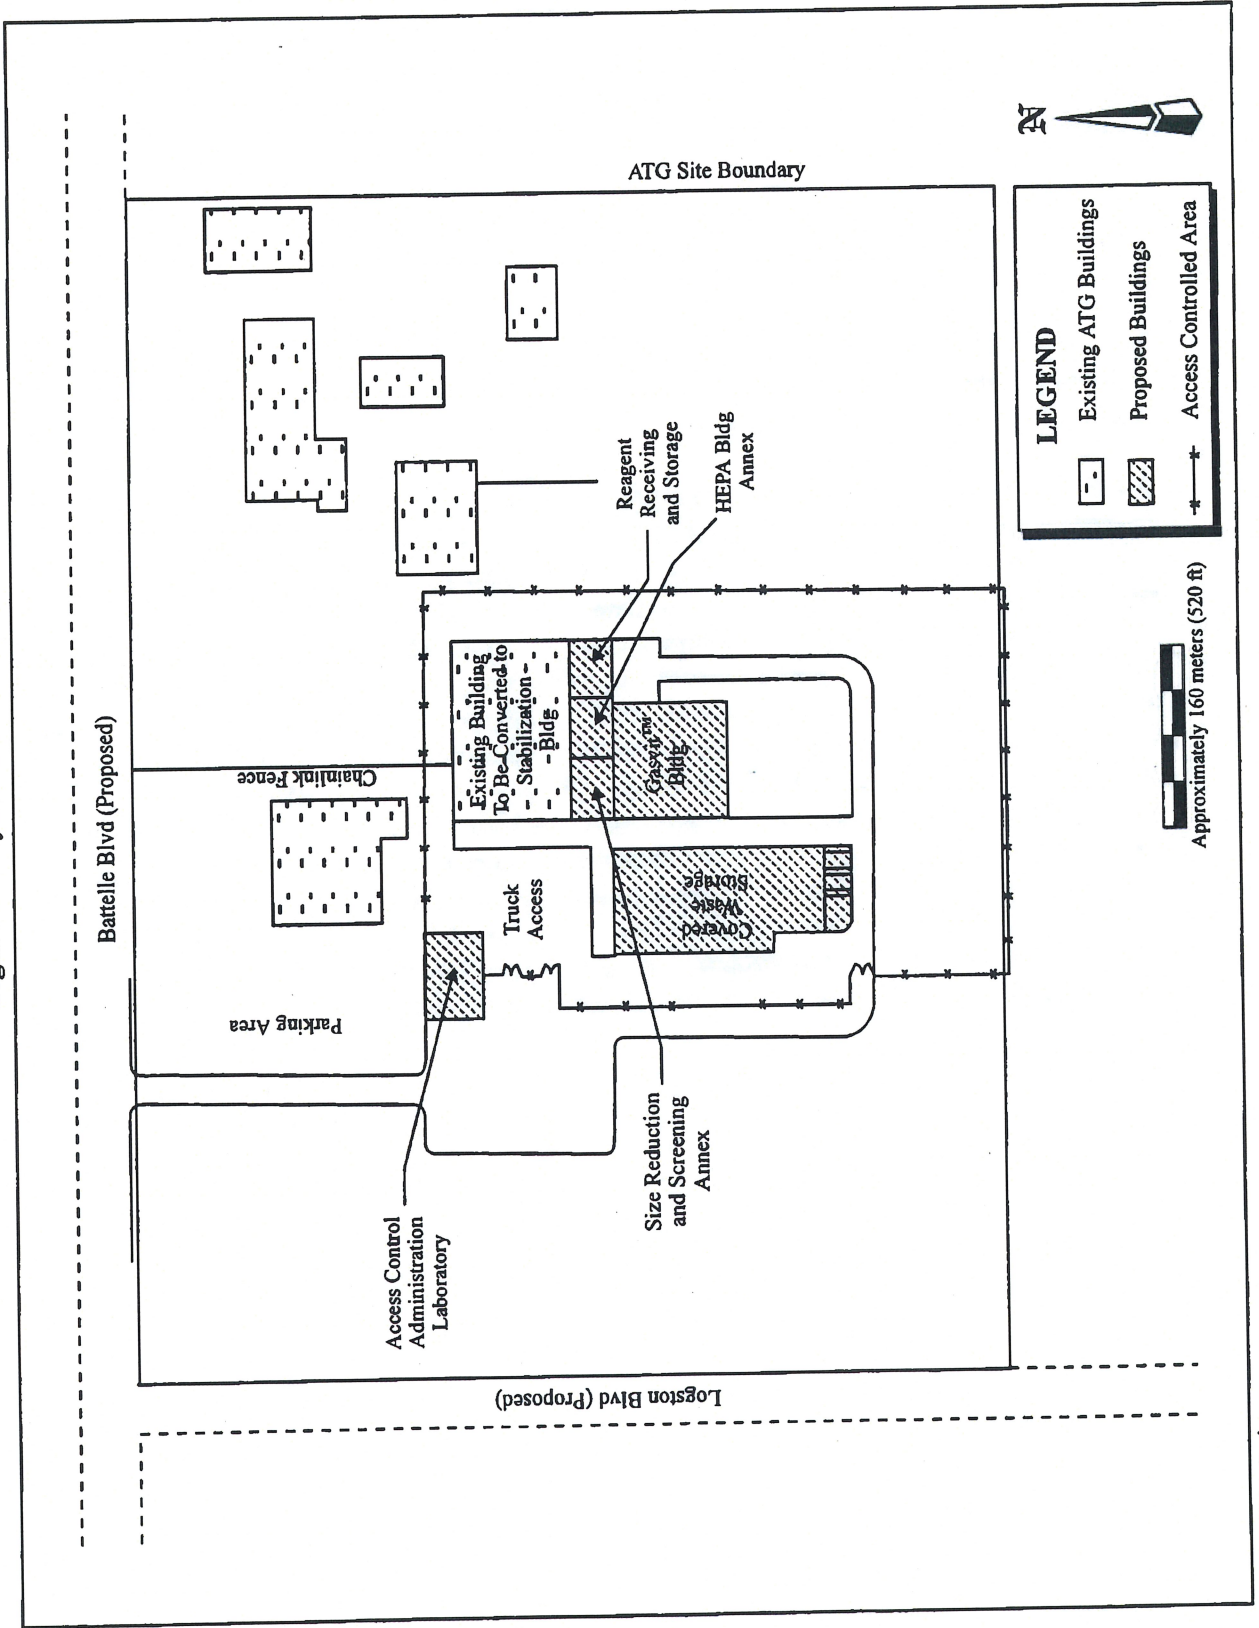 Battelle Blvd (Proposed)
ATG Site Boundary
Chainlink Fence
Parking Area
Existing Building
To Be Converted to
Stabilization
Bldg
Truck
Access
Reagent
Receiving
and Storage
HEPA Bldg
Annex
Gasvit™
Bldg
Covered
Waste
Storage
Access Control
Administration
Laboratory
Size Reduction
and Screening
Annex
Logston Blvd (Proposed)
N
LEGEND
Existing ATG Buildings
Proposed Buildings
Access Controlled Area
Approximately 160 meters (520 ft)